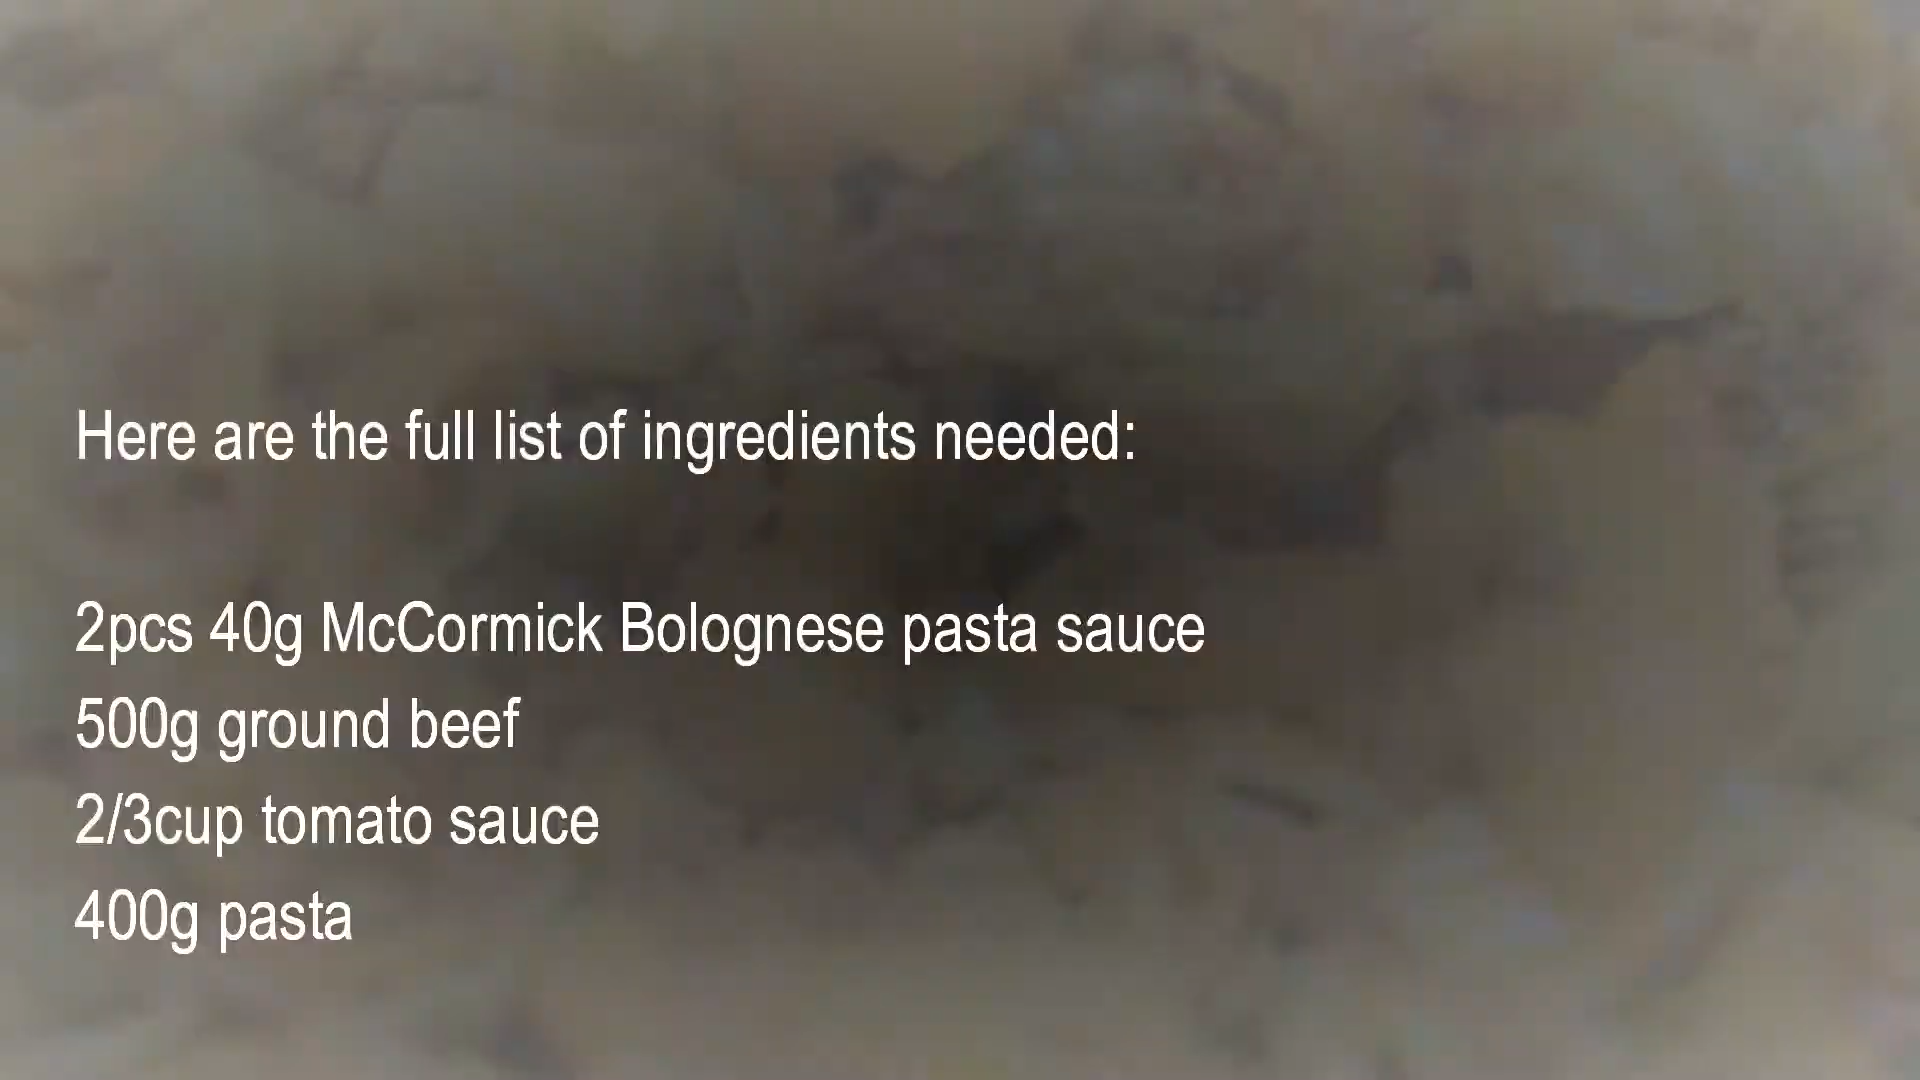 Here are the full list of ingredients needed:
2pcs 40g McCormick Bolognese pasta sauce
500g ground beef
2/3cup tomato sauce
400g pasta